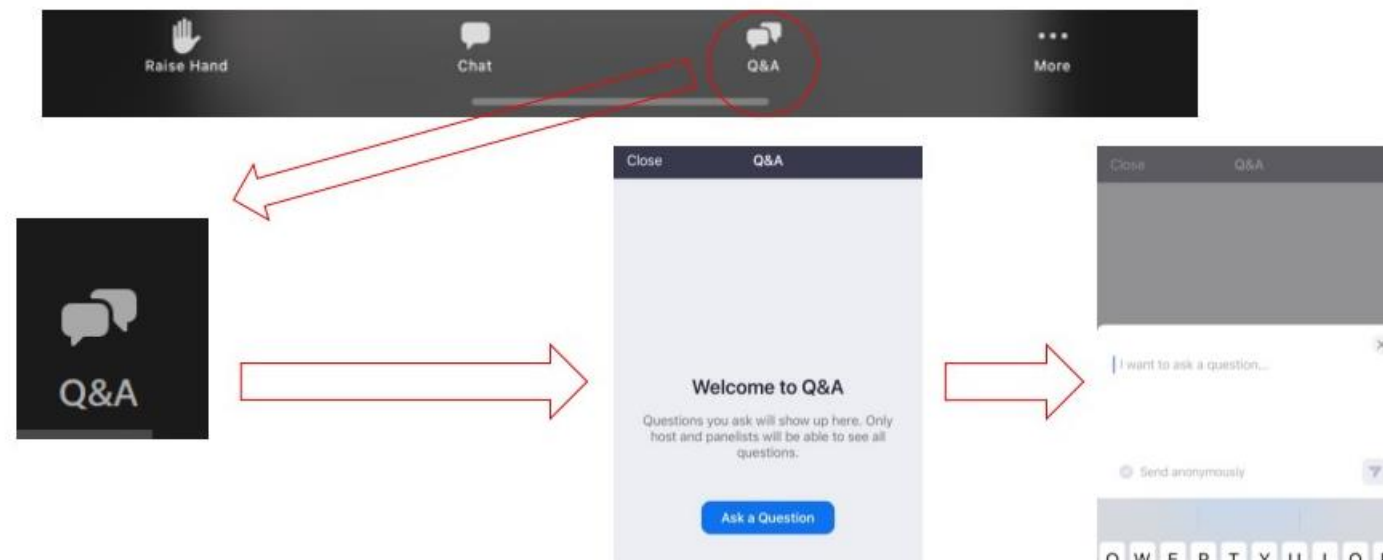 Raise Hand
Chat
Q&A
More
Q&A
Close Q&A
Welcome to Q&A
Questions you ask will show up here. Only
host and panelists will be able to see all
questions.
Ask a Question
Close Q&A
I want to ask a question...
Send anonymously
Q W E R T Y U I O